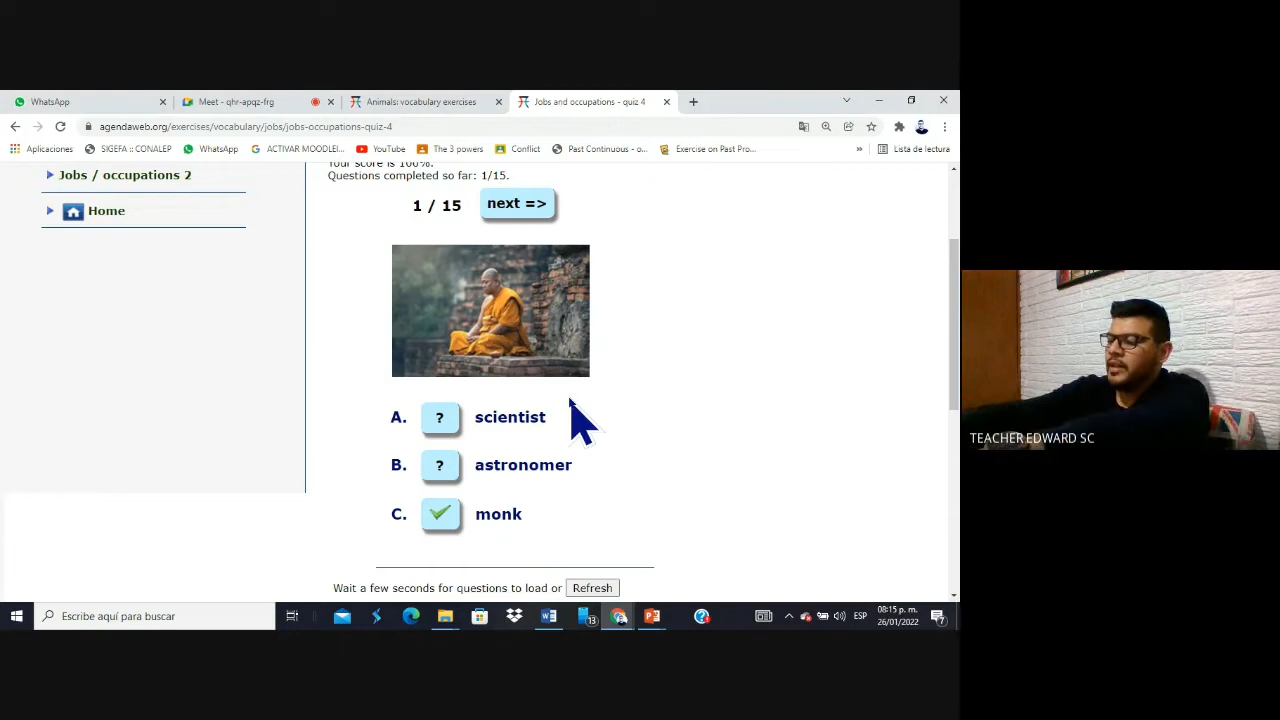 WhatsApp
Meet - qhr-apqz-frg
Animals: vocabulary exercises
Jobs and occupations - quiz 4
agendaweb.org/exercises/vocabulary/jobs/jobs-occupations-quiz-4
Aplicaciones
SIGEFA :: CONALEP
WhatsApp
ACTIVAR MOODLEI...
YouTube
The 3 powers
Conflict
Past Continuous - o...
Exercise on Past Pro...
»
Lista de lectura
Your score is 100%.
Jobs / occupations 2
Questions completed so far: 1/15.
1 / 15
next =>
Home
A. ? scientist
B. ? astronomer
C. monk
TEACHER EDWARD SC
Wait a few seconds for questions to load or Refresh
Escribe aquí para buscar
13
ESP
08:15 p. m.
26/01/2022
7